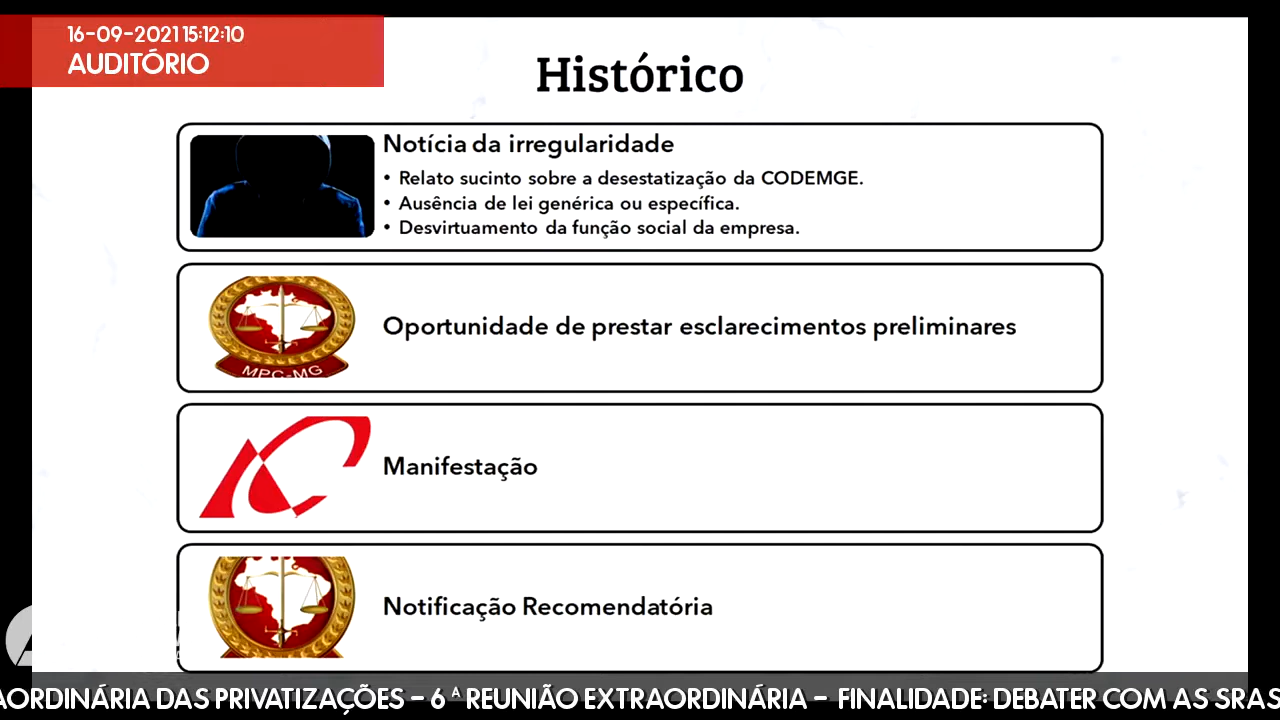 16-09-2021 15:12:10
AUDITÓRIO
Histórico
Notícia da irregularidade
• Relato sucinto sobre a desestatização da CODEMGE.
• Ausência de lei genérica ou específica.
• Desvirtuamento da função social da empresa.
Oportunidade de prestar esclarecimentos preliminares
MPC-MG
Manifestação
Notificação Recomendatória
AORDINÁRIA DAS PRIVATIZAÇÕES - 6 ª REUNIÃO EXTRAORDINÁRIA - FINALIDADE: DEBATER COM AS SRAS